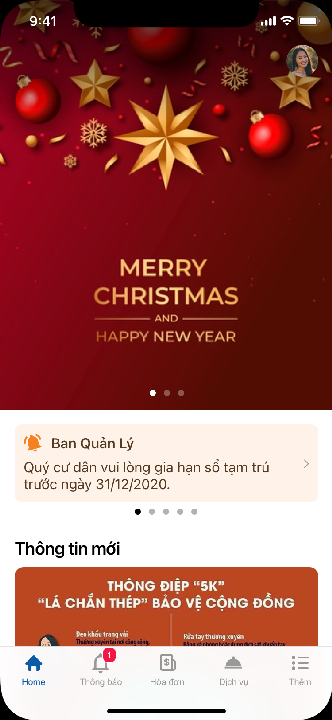 9:41
MERRY
CHRISTMAS
AND
HAPPY NEW YEAR
Ban Quản Lý
Quý cư dân vui lòng gia hạn sổ tạm trú
trước ngày 31/12/2020.
Thông tin mới
THÔNG ĐIỆP “5K”
“LÁ CHẮN THÉP” BẢO VỆ CỘNG ĐỒNG
Đeo khẩu trang vải
Rửa tay thường xuyên
1
Home
Thông báo
Hóa đơn
Dịch vụ
Thêm